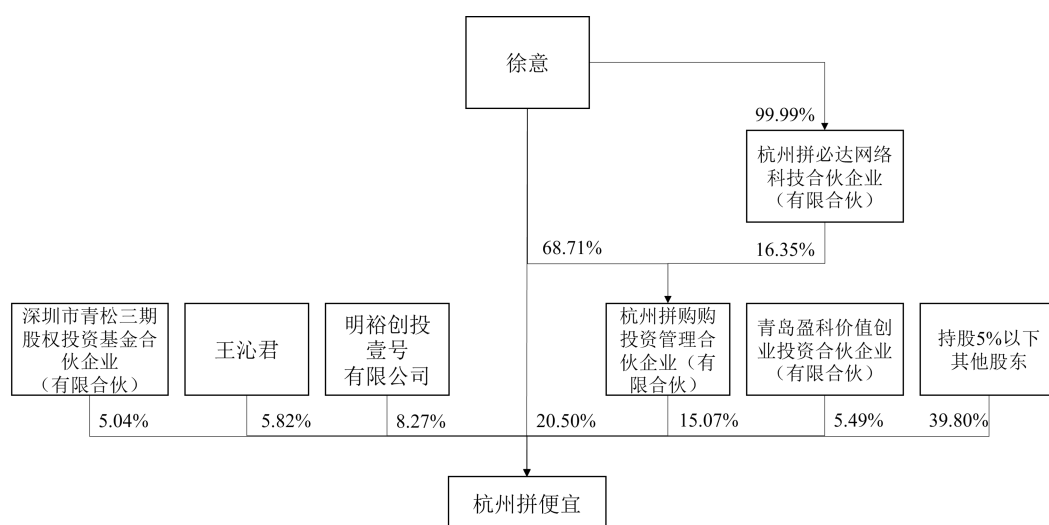 徐意
99.99%
杭州拼必达网络
科技合伙企业
（有限合伙）
68.71%
16.35%
深圳市青松三期
股权投资基金合
伙企业
（有限合伙）
王沁君
明裕创投
壹号
有限公司
杭州拼购购
投资管理合
伙企业（有
限合伙）
青岛盈科价值创
业投资合伙企业
（有限合伙）
持股5%以下
其他股东
5.04%
5.82%
8.27%
20.50%
15.07%
5.49%
39.80%
杭州拼便宜